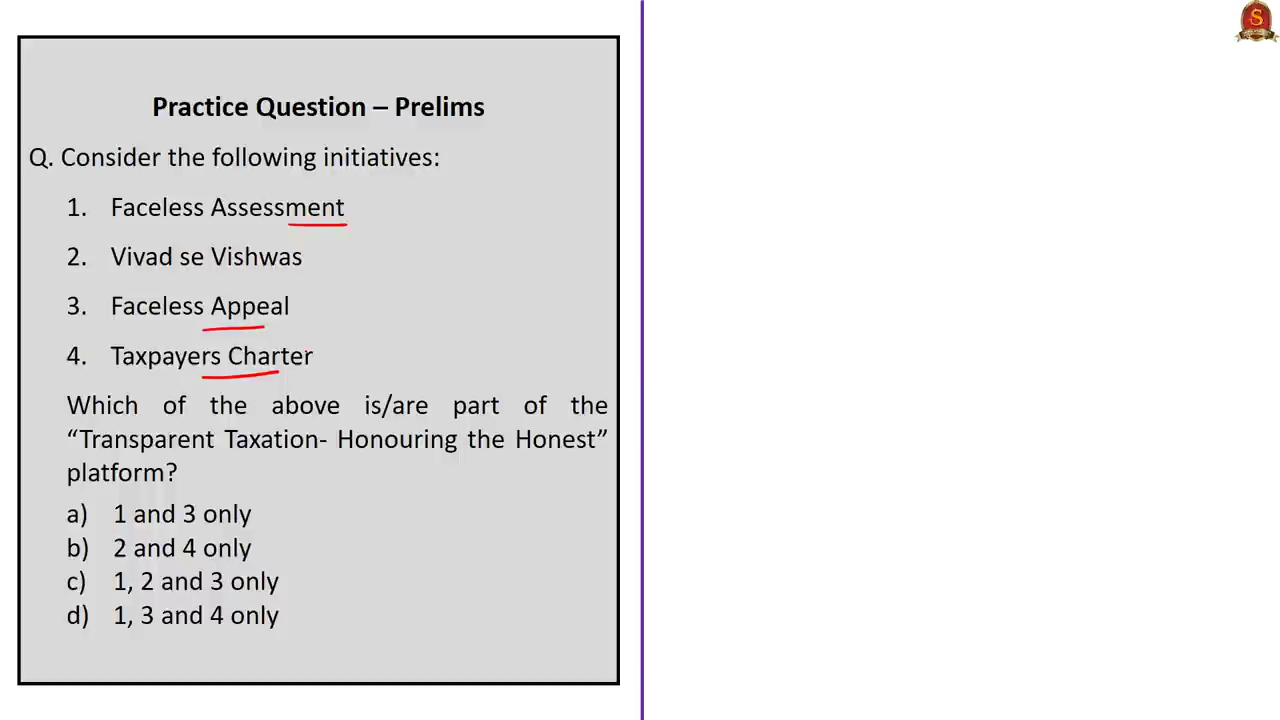 Practice Question – Prelims
Q. Consider the following initiatives:
1. Faceless Assessment
2. Vivad se Vishwas
3. Faceless Appeal
4. Taxpayers Charter
Which of the above is/are part of the
“Transparent Taxation- Honouring the Honest”
platform?
a) 1 and 3 only
b) 2 and 4 only
c) 1, 2 and 3 only
d) 1, 3 and 4 only
S